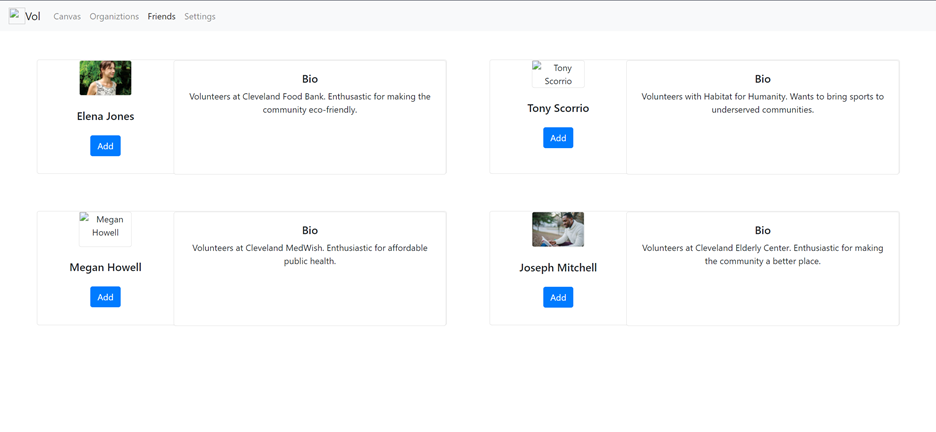 Vol Canvas Organiztions Friends Settings
Elena Jones
Add
Bio
Volunteers at Cleveland Food Bank. Enthusastic for making the
community eco-friendly.
Tony
Scorrio
Tony Scorrio
Add
Bio
Volunteers with Habitat for Humanity. Wants to bring sports to
underserved communities.
Megan
Howell
Megan Howell
Add
Bio
Volunteers at Cleveland MedWish. Enthusiastic for affordable
public health.
Joseph Mitchell
Add
Bio
Volunteers at Cleveland Elderly Center. Enthusiastic for making
the community a better place.